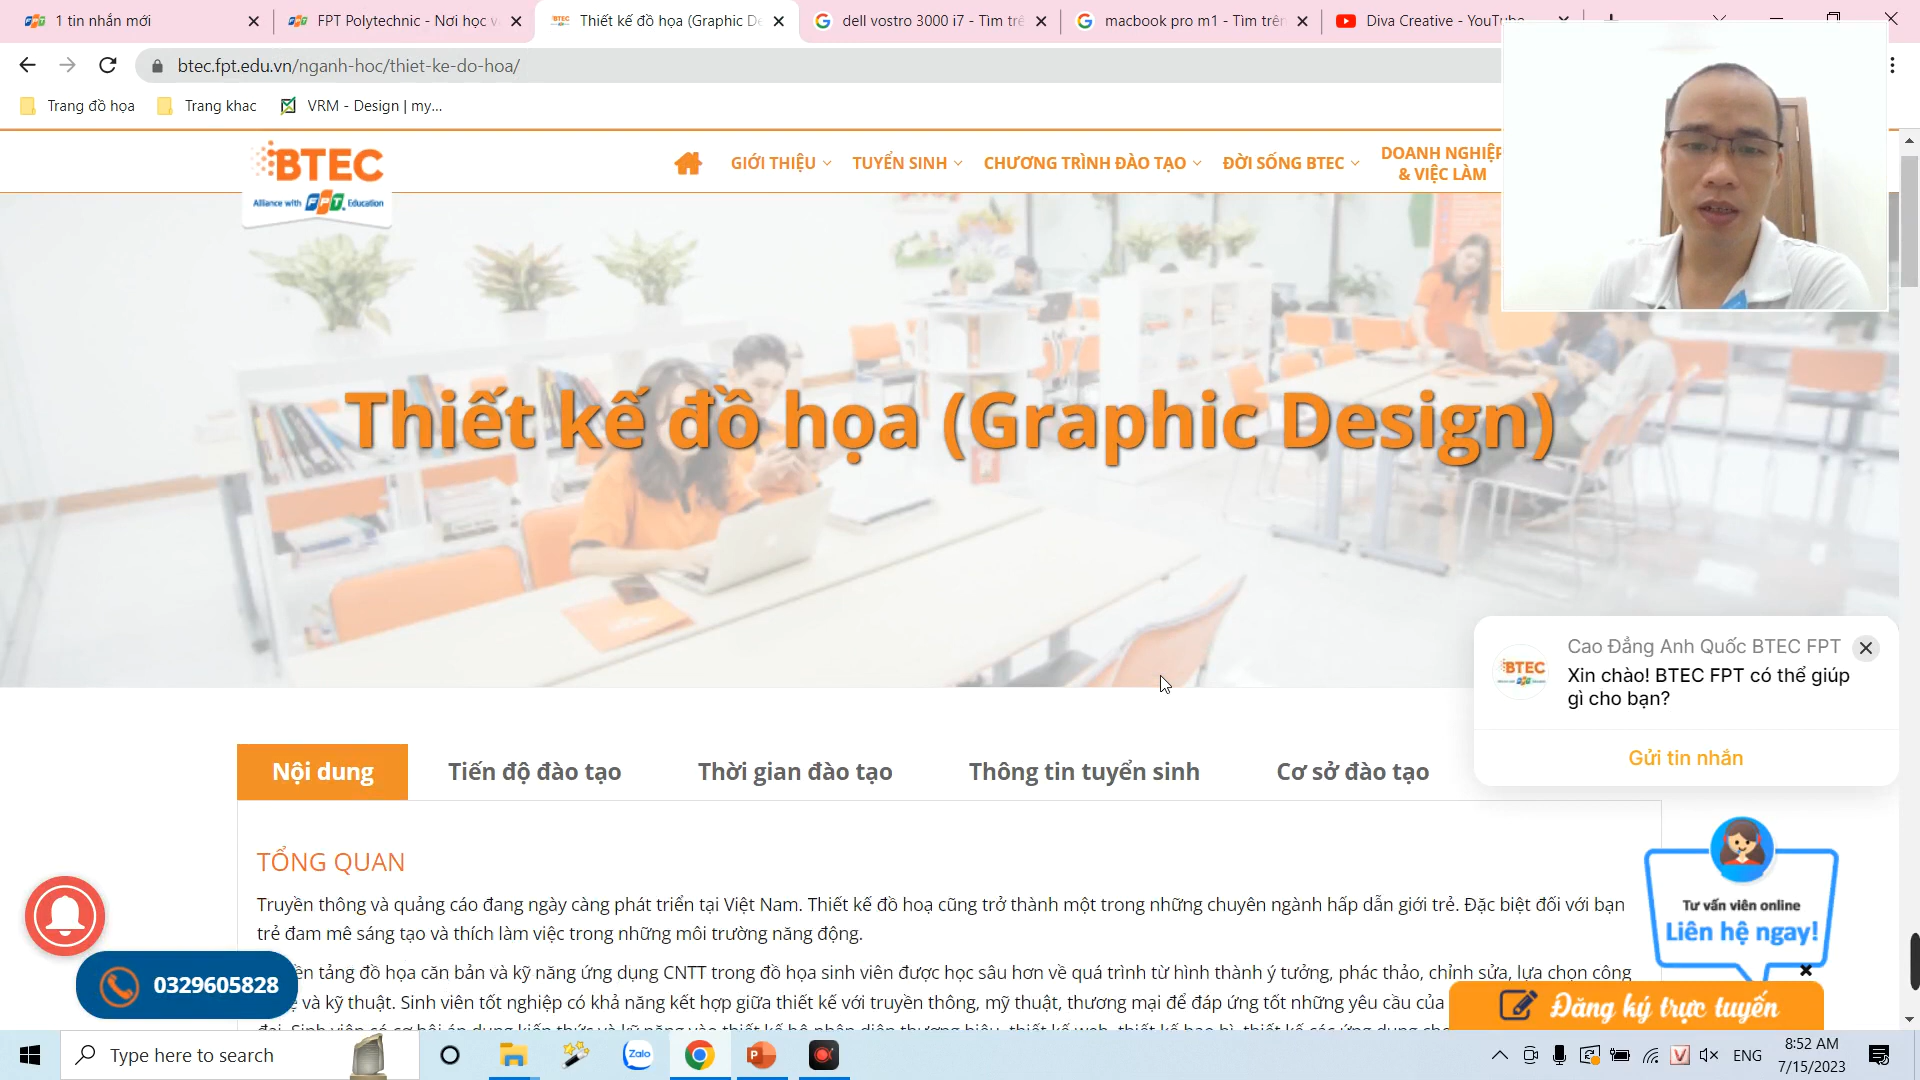 1 tin nhắn mới
FPT Polytechnic - Nơi học v
Thiết kế đồ họa (Graphic De
dell vostro 3000 i7 - Tìm trê
macbook pro m1 - Tìm trên
Diva Creative - YouTube
btec.fpt.edu.vn/nganh-hoc/thiet-ke-do-hoa/
Trang đồ họa
Trang khac
VRM - Design | my...
BTEC
Alliance with FPT Education
GIỚI THIỆU
TUYỂN SINH
CHƯƠNG TRÌNH ĐÀO TẠO
ĐỜI SỐNG BTEC
DOANH NGHIỆP
& VIỆC LÀM
Thiết kế đồ họa (Graphic Design)
Cao Đẳng Anh Quốc BTEC FPT
Xin chào! BTEC FPT có thể giúp
gì cho bạn?
Gửi tin nhắn
Nội dung
Tiến độ đào tạo
Thời gian đào tạo
Thông tin tuyển sinh
Cơ sở đào tạo
TỔNG QUAN
Truyền thông và quảng cáo đang ngày càng phát triển tại Việt Nam. Thiết kế đồ hoạ cũng trở thành một trong những chuyên ngành hấp dẫn giới trẻ. Đặc biệt đối với bạn
trẻ đam mê sáng tạo và thích làm việc trong những môi trường năng động.
tảng đồ họa căn bản và kỹ năng ứng dụng CNTT trong đồ họa sinh viên được học sâu hơn về quá trình từ hình thành ý tưởng, phác thảo, chỉnh sửa, lựa chọn công
và kỹ thuật. Sinh viên tốt nghiệp có khả năng kết hợp giữa thiết kế với truyền thông, mỹ thuật, thương mại để đáp ứng tốt những yêu cầu của
Tư vấn viên online
Liên hệ ngay!
0329605828
Đăng ký trực tuyến
Type here to search
Zalo
ENG
8:52 AM
7/15/2023